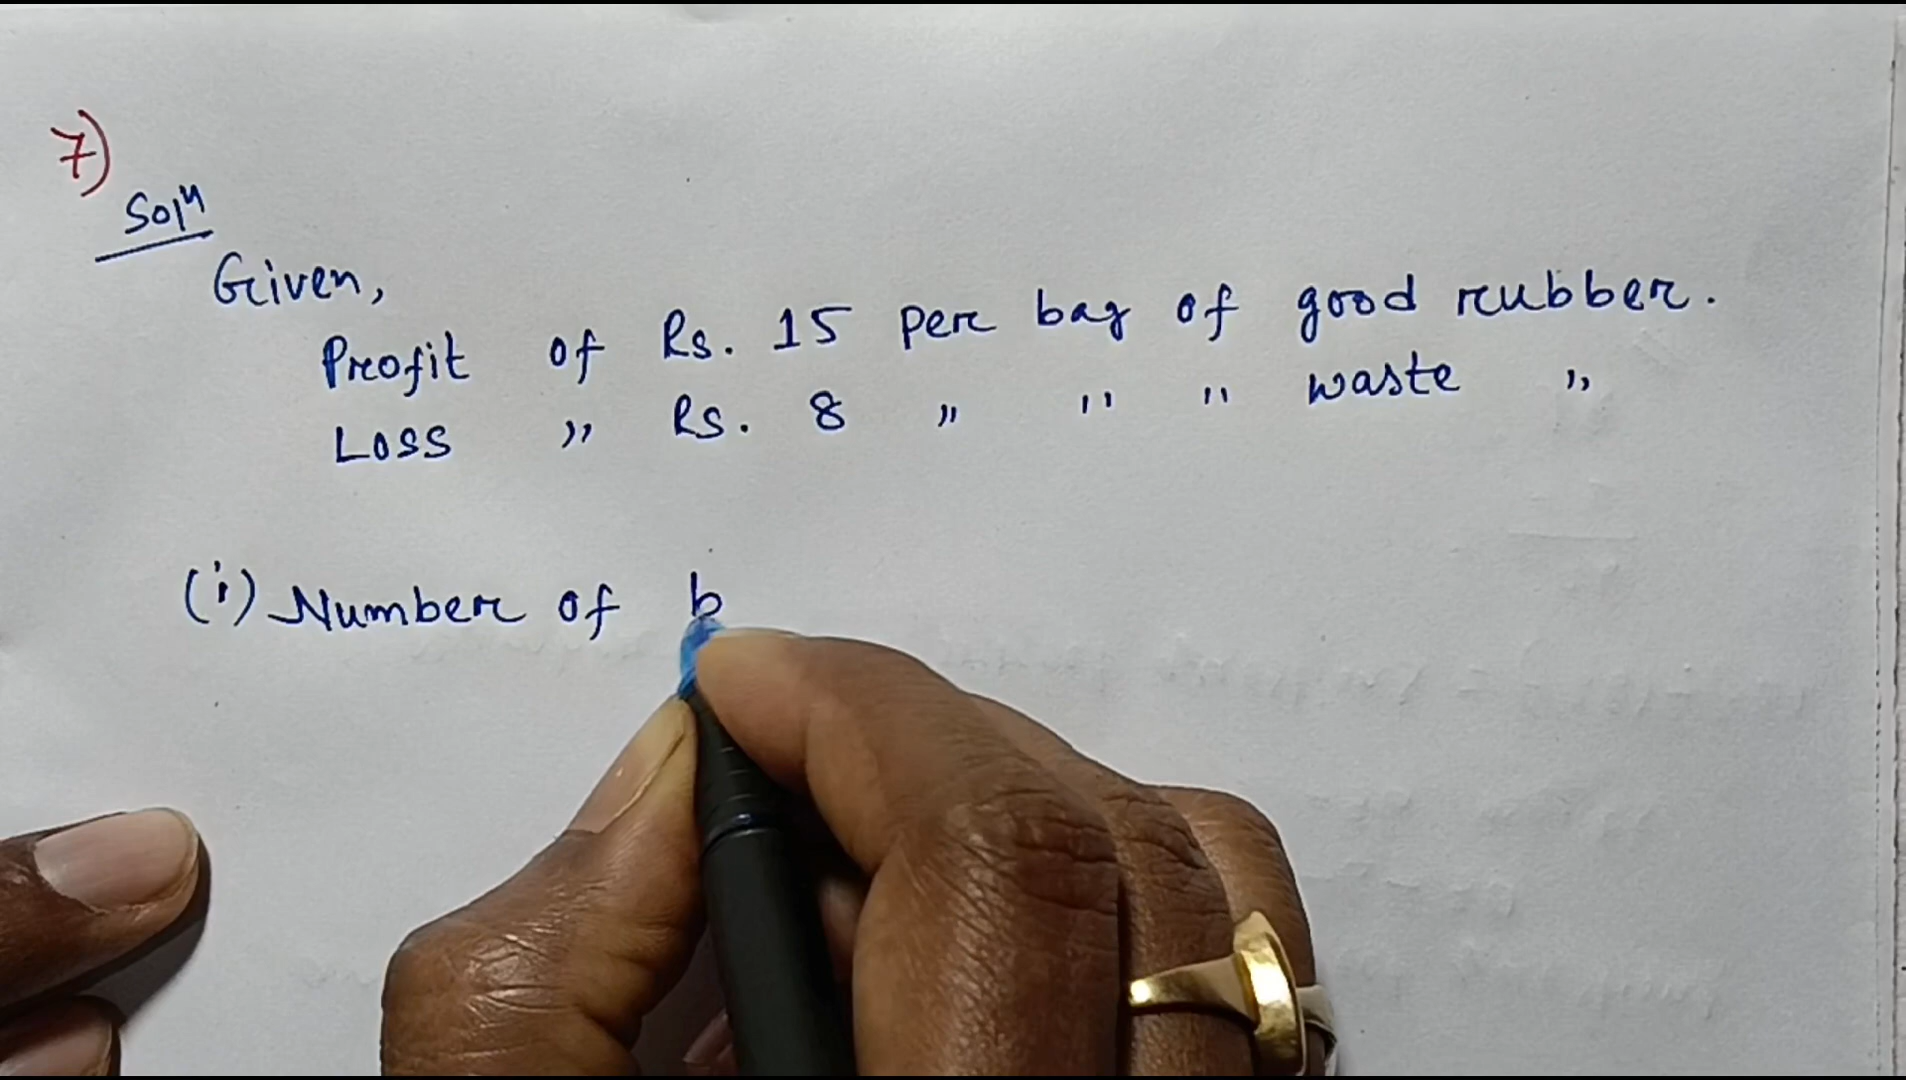 7)
Soln
Given,
Profit of Rs. 15 per bag of good rubber.
Loss ,, Rs. 8 ,, ,, ,, waste ,,
(i) Number of b